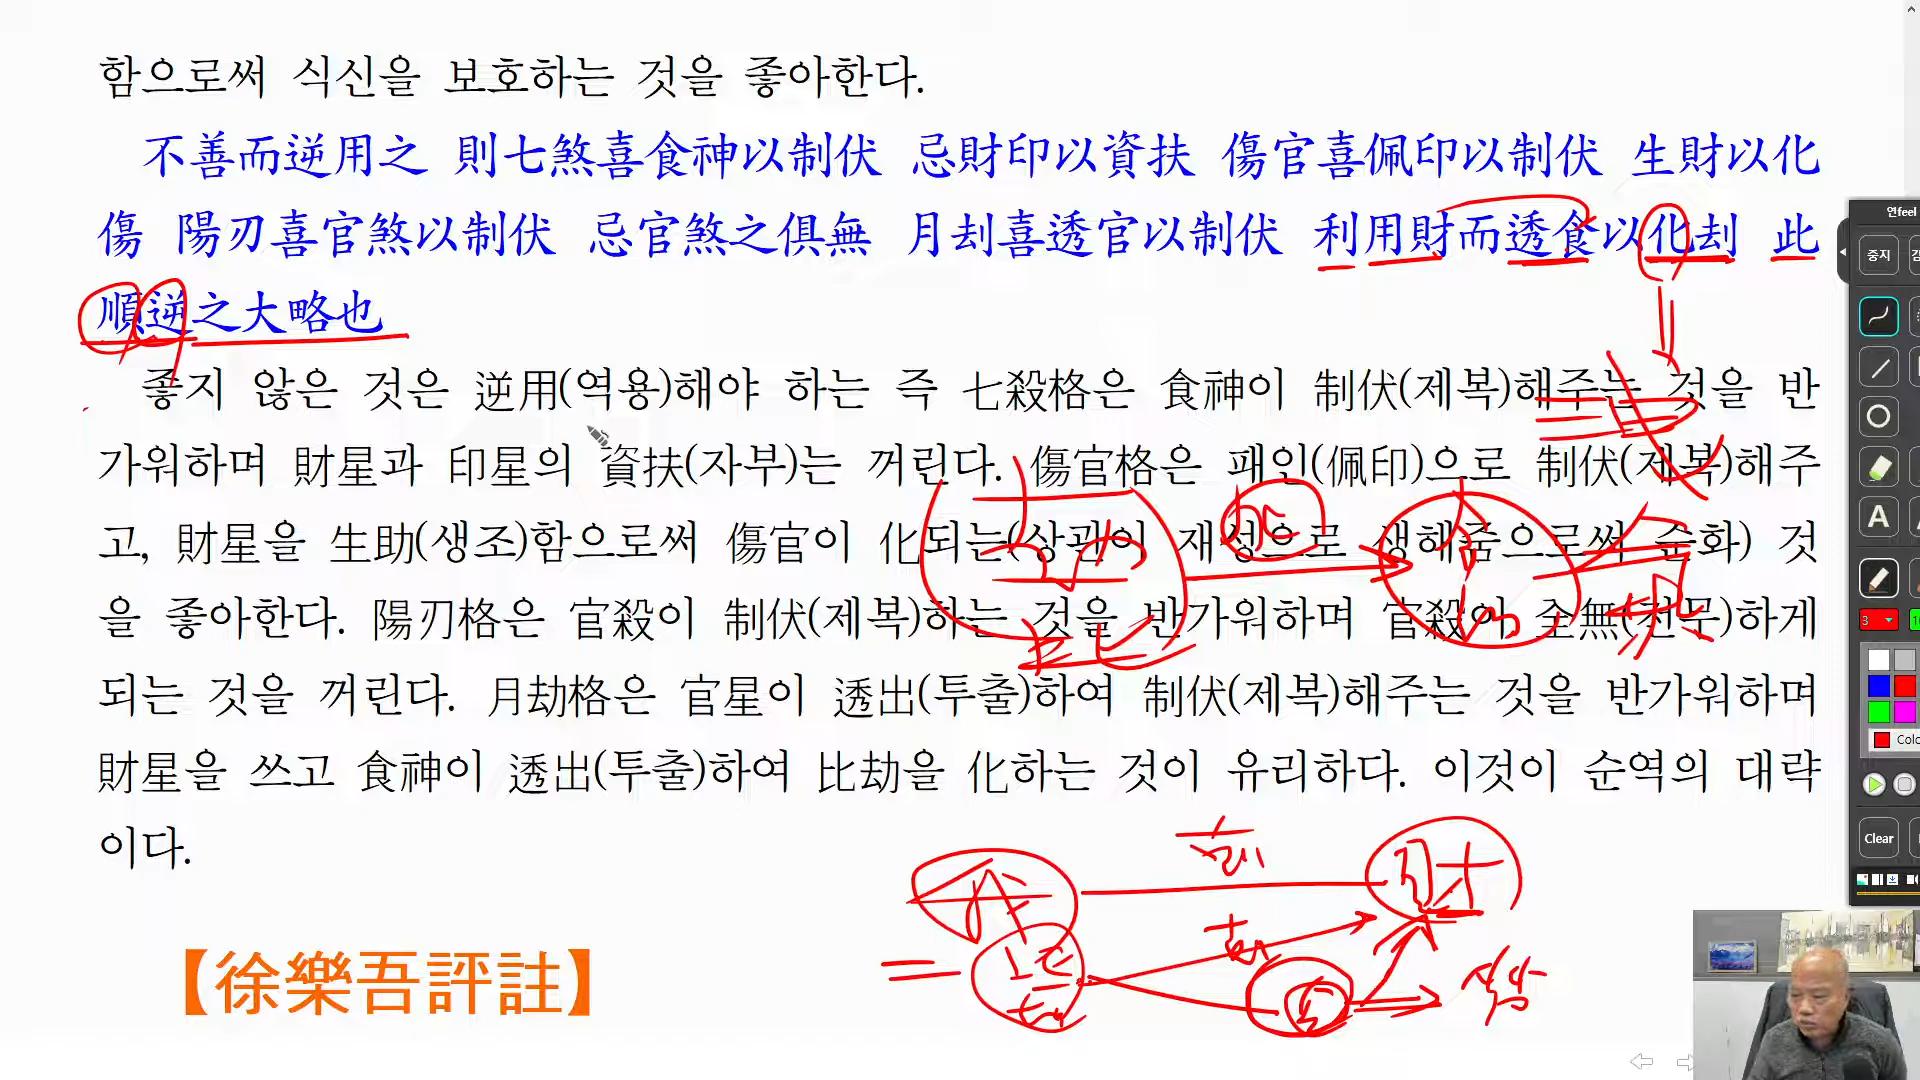 함으로써 식신을 보호하는 것을 좋아한다.
不善而逆用之 則七煞喜食神以制伏 忌財印以資扶 傷官喜佩印以制伏 生財以化
傷 陽刃喜官煞以制伏 忌官煞之俱無 月刦喜透官以制伏 利用財而透食以化刦 此
順逆之大略也
좋지 않은 것은 逆用(역용)해야 하는 즉 七殺格은 食神이 制伏(제복)해주는 것을 반
가워하며 財星과 印星의 資扶(자부)는 꺼린다. 傷官格은 패인(佩印)으로 制伏(제복)해주
고, 財星을 生助(생조)함으로써 傷官이 化되는(상관이 재성으로 생해줌으로써 순화) 것
을 좋아한다. 陽刃格은 官殺이 制伏(제복)하는 것을 반가워하며 官殺이 全無(전무)하게
되는 것을 꺼린다. 月劫格은 官星이 透出(투출)하여 制伏(제복)해주는 것을 반가워하며
財星을 쓰고 食神이 透出(투출)하여 比劫을 化하는 것이 유리하다. 이것이 순역의 대략
이다.
【徐樂吾評註】
연feel
중지
A
3
Clear